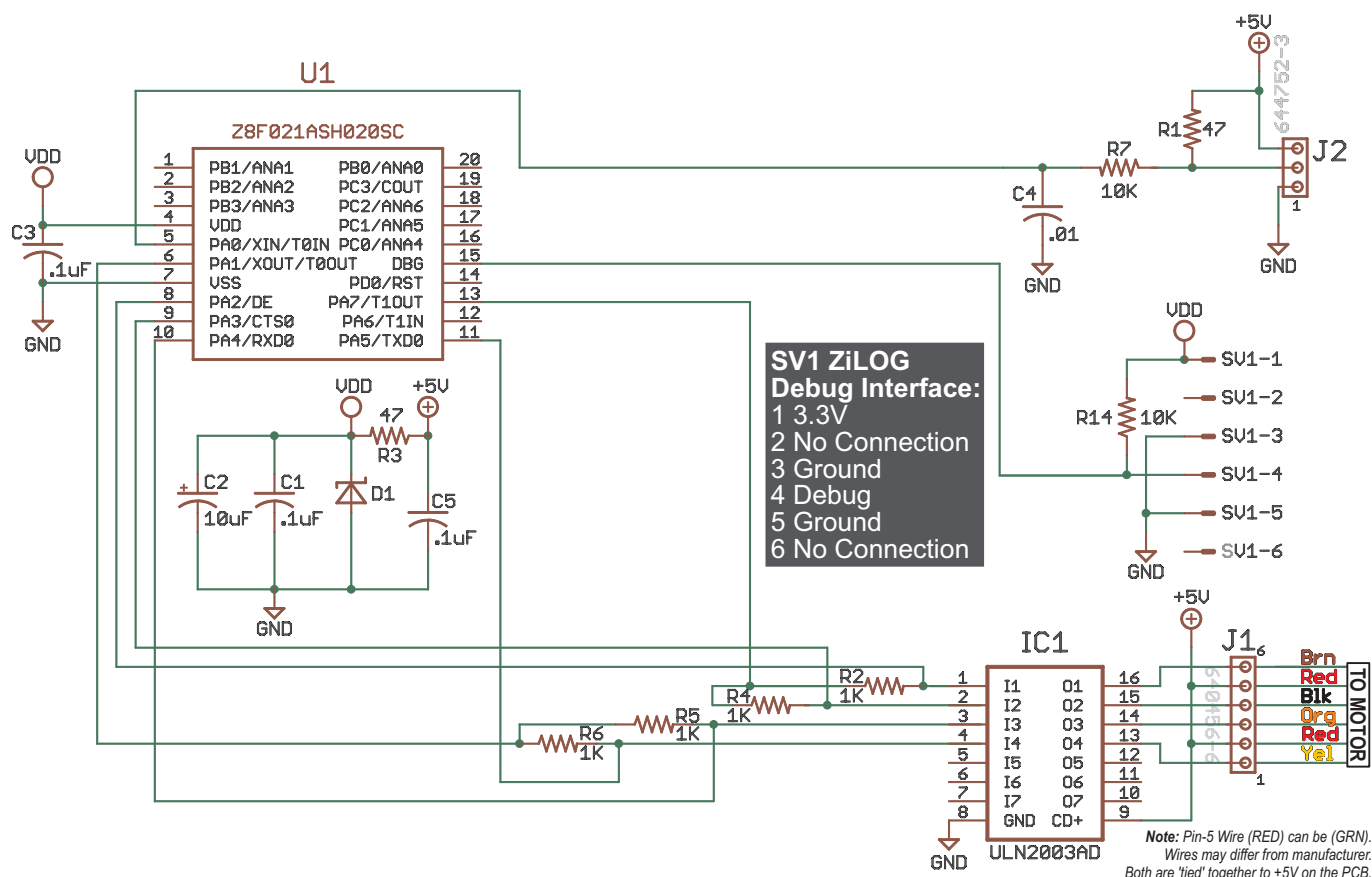 +5V
644752-3
U1
Z8F021ASH020SC
R1
47
VDD
R7
10K
J2
1
C4
.01
GND
GND
1 PB1/ANA1 PB0/ANA0 20
2 PB2/ANA2 PC3/COUT 19
3 PB3/ANA3 PC2/ANA6 18
4 VDD PC1/ANA5 17
5 PA0/XIN/T0IN PC0/ANA4 16
6 PA1/XOUT/T0OUT DBG 15
7 VSS PD0/RST 14
8 PA2/DE PA7/T1OUT 13
9 PA3/CTS0 PA6/T1IN 12
10 PA4/RXD0 PA5/TXD0 11
C3
.1uF
GND
VDD
+5V
47
R3
C2
+
10uF
C1
.1uF
D1
C5
.1uF
GND
SV1 ZiLOG
Debug Interface:
1 3.3V
2 No Connection
3 Ground
4 Debug
5 Ground
6 No Connection
VDD
R14
10K
SV1-1
SV1-2
SV1-3
SV1-4
SV1-5
SV1-6
GND
+5V
IC1
J1
6
640456-6
1
R2
1K
R4
1K
R5
1K
R6
1K
1 I1 O1 16
2 I2 O2 15
3 I3 O3 14
4 I4 O4 13
5 I5 O5 12
6 I6 O6 11
7 I7 O7 10
8 GND CD+ 9
ULN2003AD
GND
Brn
Red
Blk
Org
Red
Yel
TO MOTOR
Note: Pin-5 Wire (RED) can be (GRN).
Wires may differ from manufacturer.
Both are 'tied' together to +5V on the PCB.